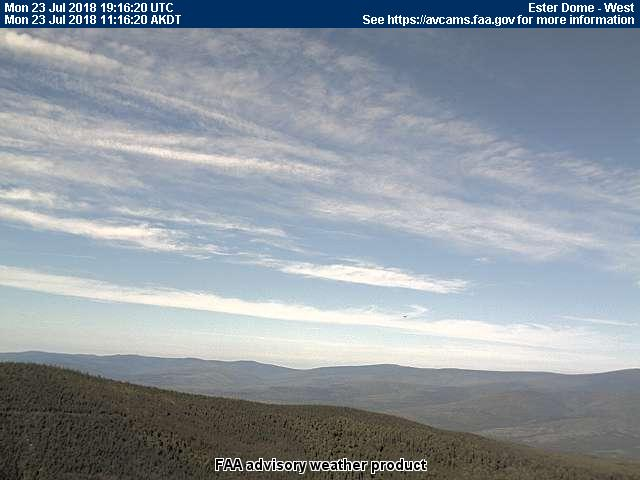 Mon 23 Jul 2018 19:16:20 UTC Ester Dome - West
Mon 23 Jul 2018 11:16:20 AKDT See https://avcams.faa.gov for more information
FAA advisory weather product